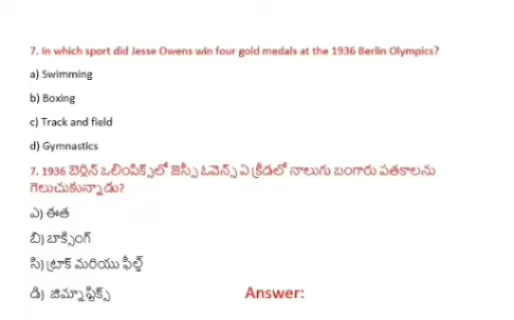 7. In which sport did Jesse Owens win four gold medals at the 1936 Berlin Olympics?
a) Swimming
b) Boxing
c) Track and field
d) Gymnastics
7. 1936 బెర్లిన్ ఒలింపిక్స్‌లో జెస్సీ ఓవెన్స్ ఏ క్రీడలో నాలుగు బంగారు పతకాలను
గెలుచుకున్నాడు?
ఎ) ఈత
బి) బాక్సింగ్
సి) ట్రాక్ మరియు ఫీల్డ్
డి) జిమ్నాస్టిక్స్
Answer: